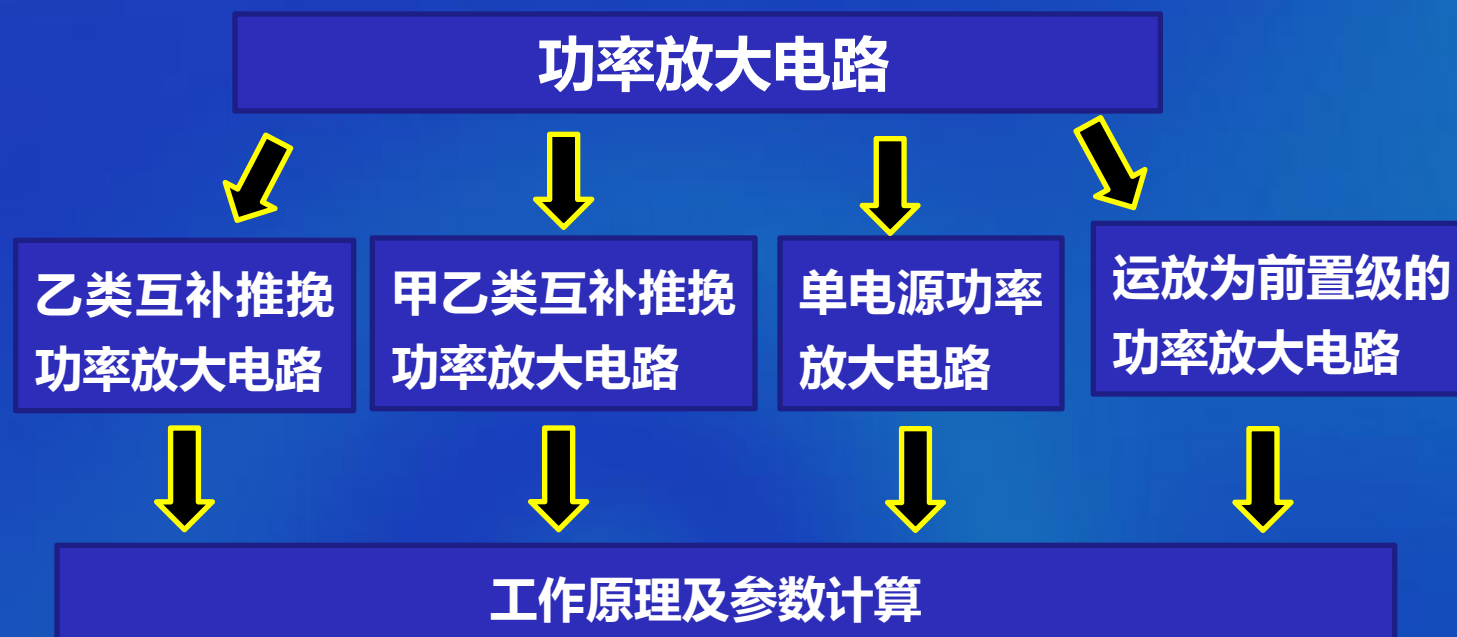 功率放大电路
乙类互补推挽
功率放大电路
甲乙类互补推挽
功率放大电路
单电源功率
放大电路
运放为前置级的
功率放大电路
工作原理及参数计算